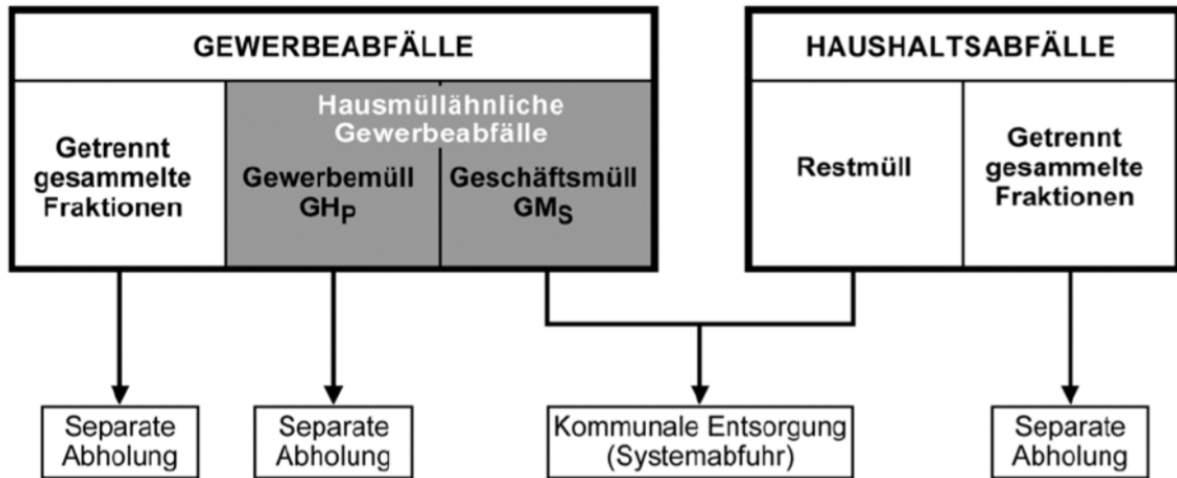 GEWERBEABFÄLLE
HAUSHALTSABFÄLLE
Getrennt
gesammelte
Fraktionen
Hausmüllähnliche
Gewerbeabfälle
Gewerbemüll
GHP
Geschäftsmüll
GMS
Restmüll
Getrennt
gesammelte
Fraktionen
Separate
Abholung
Separate
Abholung
Kommunale Entsorgung
(Systemabfuhr)
Separate
Abholung